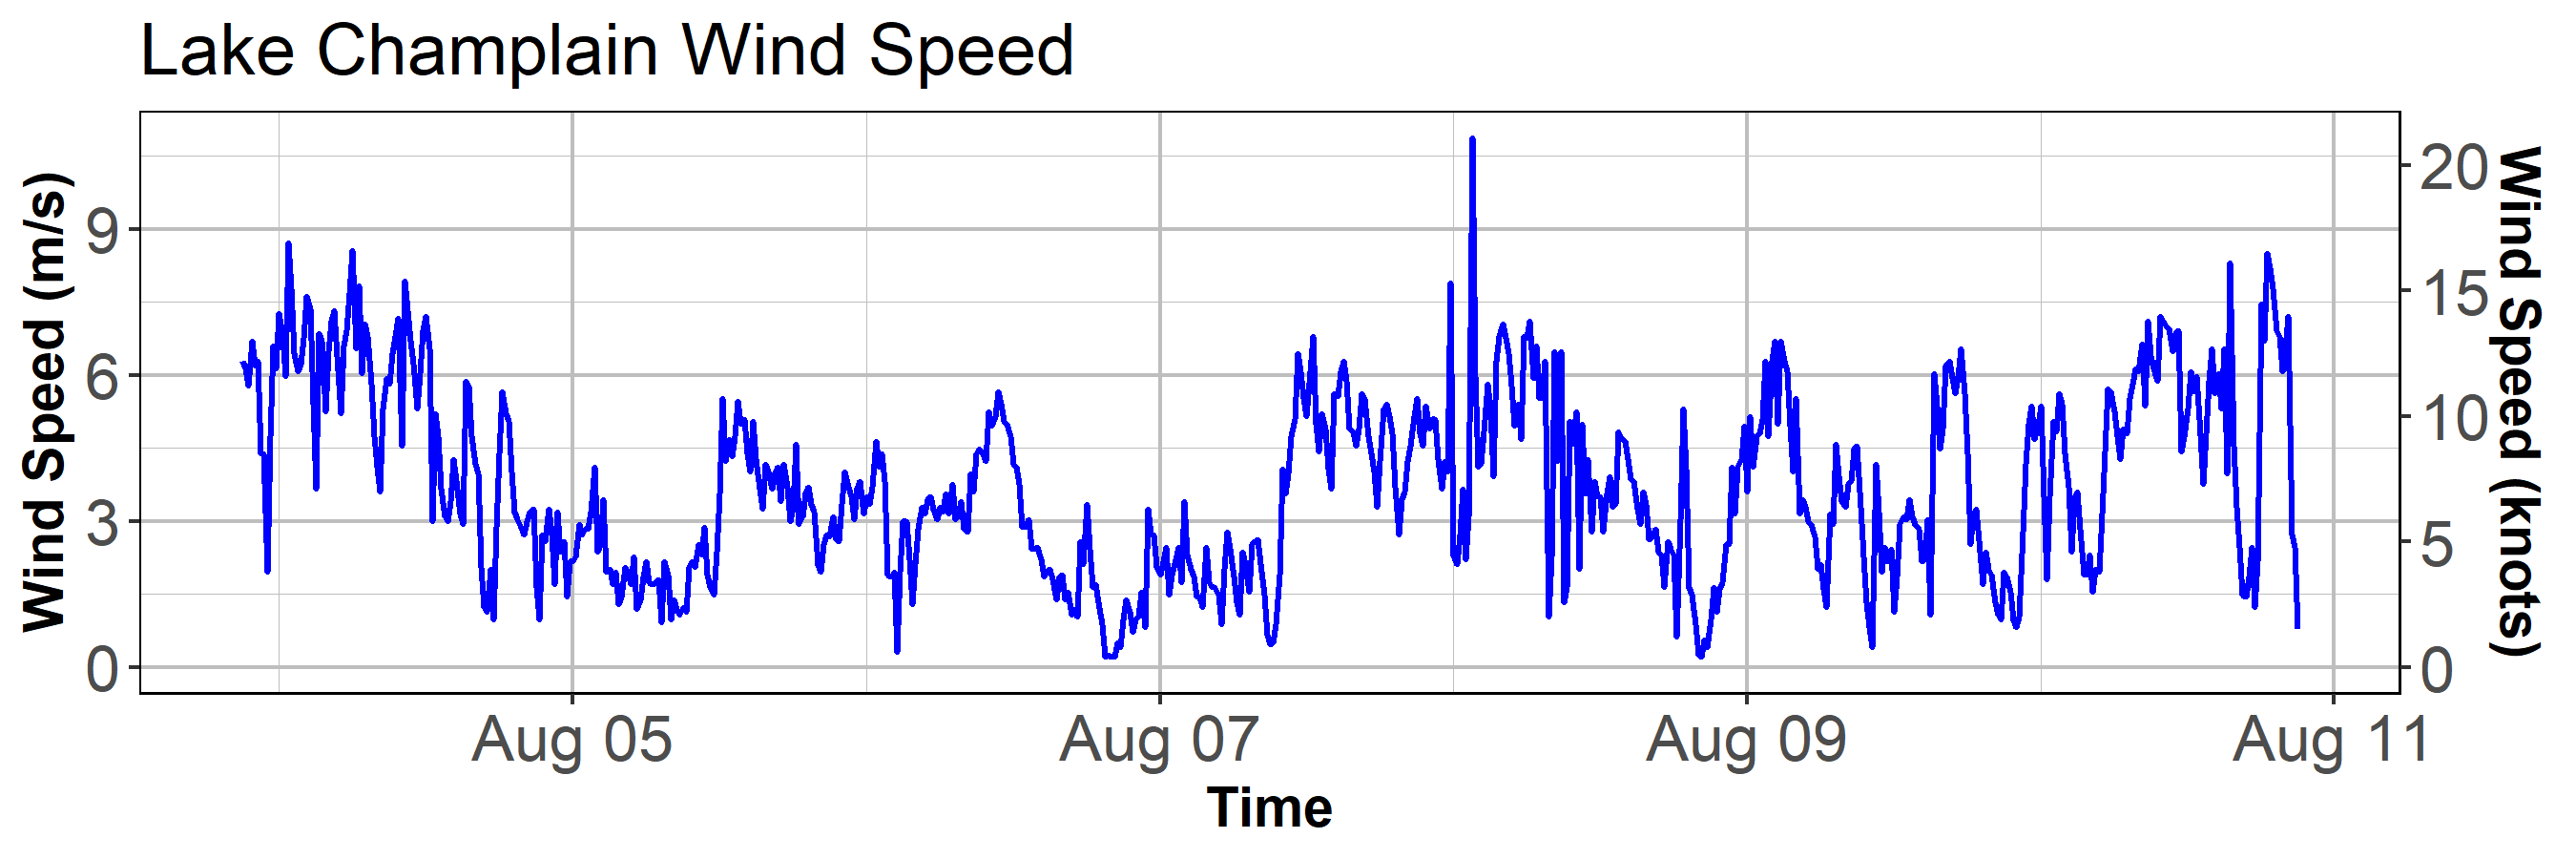 Lake Champlain Wind Speed
Wind Speed (m/s)
9
6
3
0
20
15
10
5
0
Wind Speed (knots)
Aug 05 Aug 07 Aug 09 Aug 11
Time